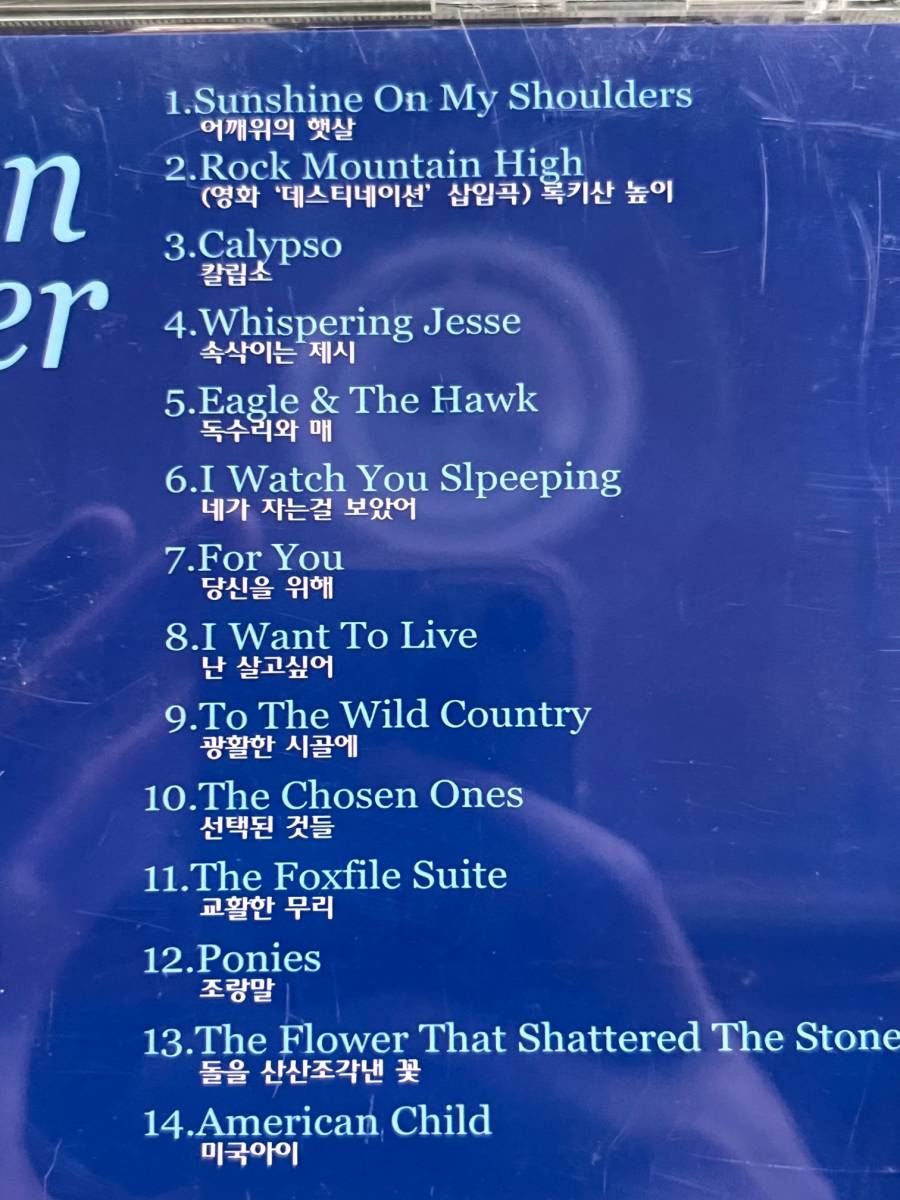 n
er
1.Sunshine On My Shoulders
어깨위의 햇살
2.Rock Mountain High
(영화 ‘데스티네이션’ 삽입곡) 록키산 높이
3.Calypso
칼립소
4.Whispering Jesse
속삭이는 제시
5.Eagle & The Hawk
독수리와 매
6.I Watch You Slpeeping
네가 자는걸 보았어
7.For You
당신을 위해
8.I Want To Live
난 살고싶어
9.To The Wild Country
광활한 시골에
10.The Chosen Ones
선택된 것들
11.The Foxfile Suite
교활한 무리
12.Ponies
조랑말
13.The Flower That Shattered The Stone
돌을 산산조각낸 꽃
14.American Child
미국아이